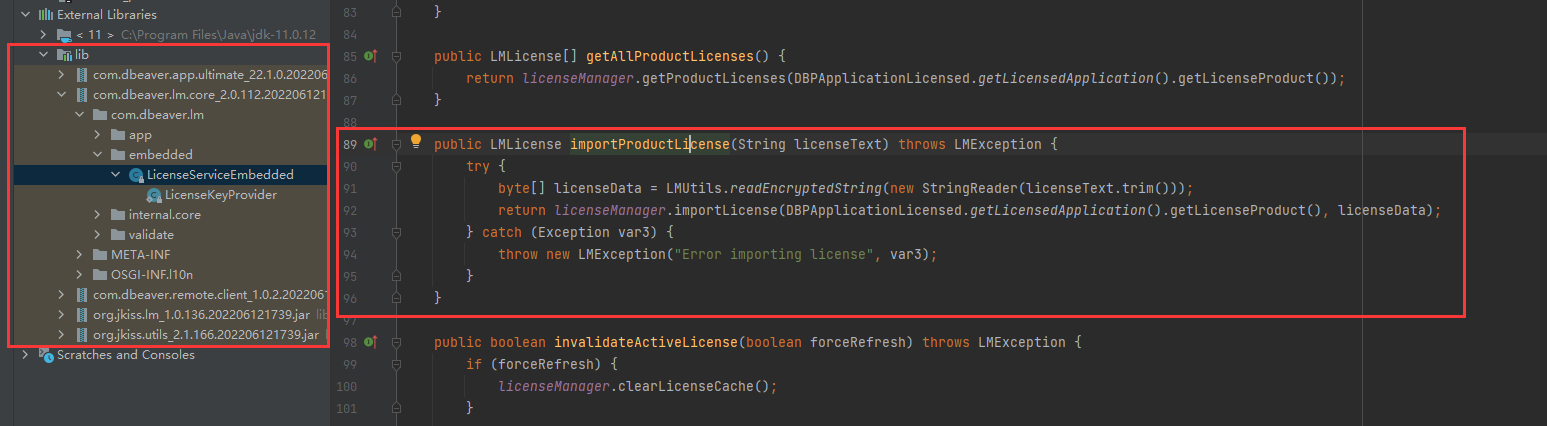 External Libraries
< 11 > C:\Program Files\Java\jdk-11.0.12
lib
com.dbeaver.app.ultimate_22.1.0.202206
com.dbeaver.lm.core_2.0.112.202206121
com.dbeaver.lm
app
embedded
LicenseServiceEmbedded
LicenseKeyProvider
internal.core
validate
META-INF
OSGI-INF.l10n
com.dbeaver.remote.client_1.0.2.202206
org.jkiss.lm_1.0.136.202206121739.jar lib
org.jkiss.utils_2.1.166.202206121739.jar
Scratches and Consoles
83 }
84
85 public LMLicense[] getAllProductLicenses() {
86 return licenseManager.getProductLicenses(DBPApplicationLicensed.getLicensedApplication().getLicenseProduct());
87 }
88
89 public LMLicense importProductLicense(String licenseText) throws LMException {
90 try {
91 byte[] licenseData = LMUtils.readEncryptedString(new StringReader(licenseText.trim()));
92 return licenseManager.importLicense(DBPApplicationLicensed.getLicensedApplication().getLicenseProduct(), licenseData);
93 } catch (Exception var3) {
94 throw new LMException("Error importing license", var3);
95 }
96 }
97
98 public boolean invalidateActiveLicense(boolean forceRefresh) throws LMException {
99 if (forceRefresh) {
100 licenseManager.clearLicenseCache();
101 }